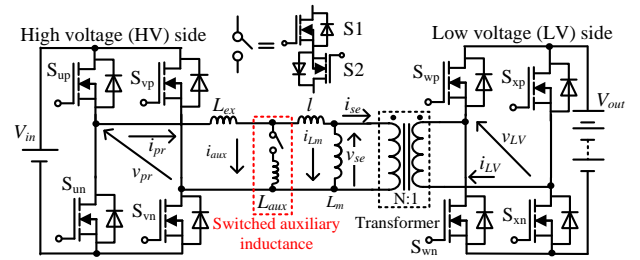 High voltage (HV) side
S1
S2
Low voltage (LV) side
Sup
Svp
Swp
Sxp
Vin
Vout
Lex
l
ise
ipr
vpr
iaux
iLm
vse
vLV
iLV
Sun
Svn
Laux
Lm
N:1
Transformer
Swn
Sxn
Switched auxiliary
inductance